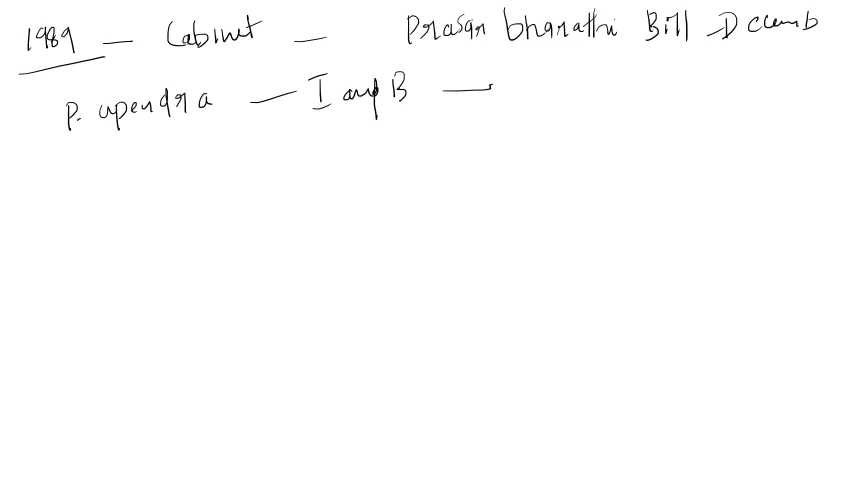 1989 — Cabinet — Prasar bharathi Bill → Decemb
P. upendra — I and B —